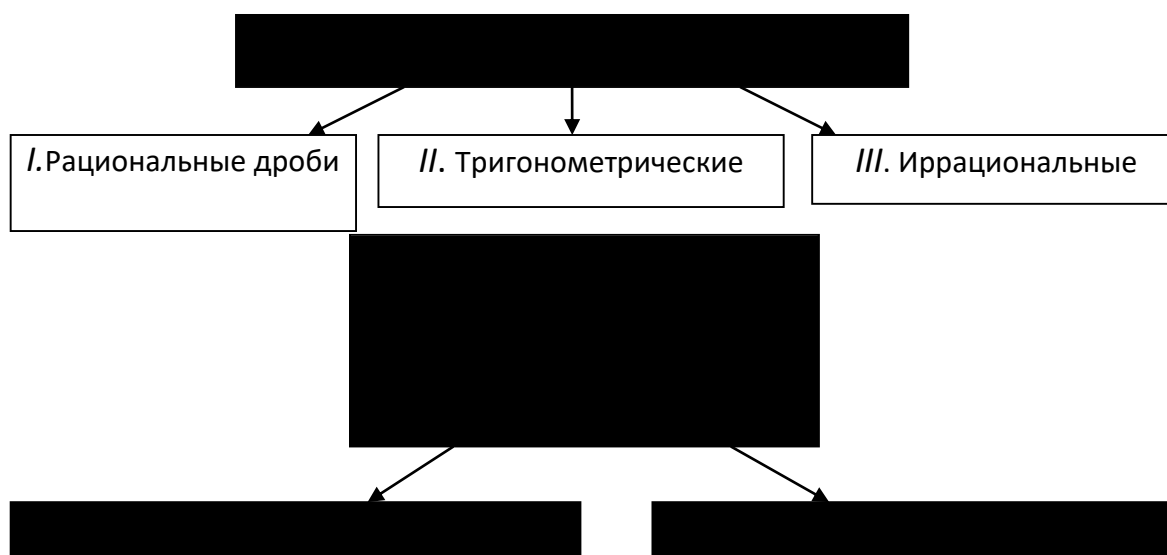 I.Рациональные дроби
II. Тригонометрические
III. Иррациональные